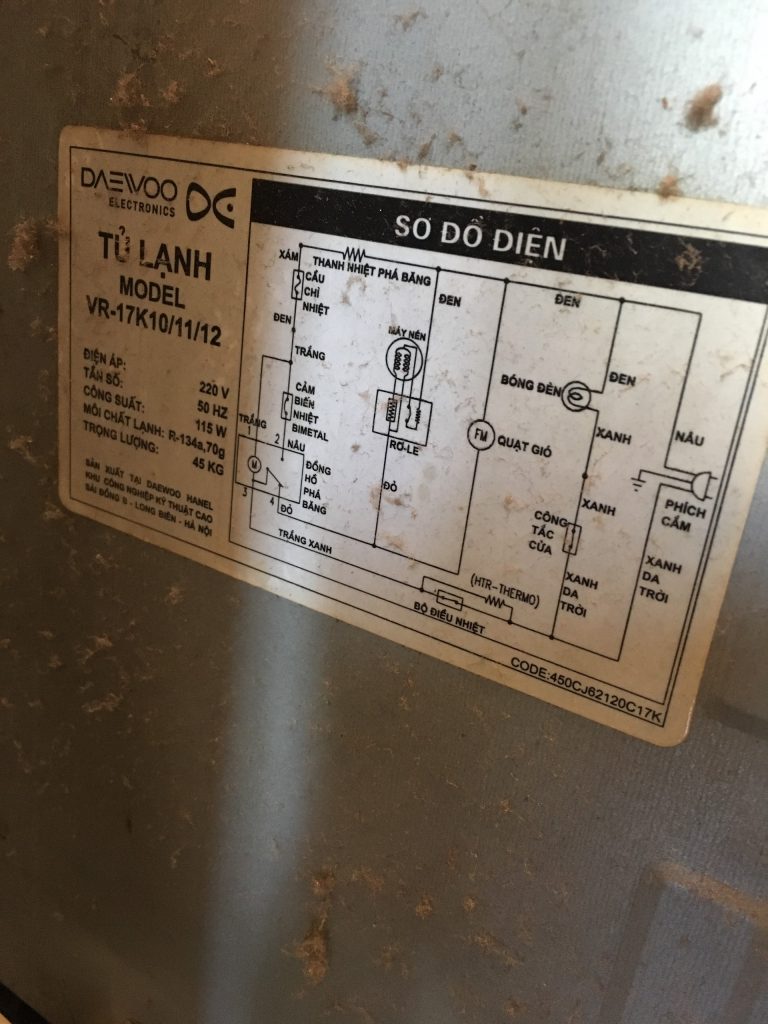 DAEWOO
ELECTRONICS
TỦ LẠNH
MODEL
VR-17K10/11/12
ĐIỆN ÁP: 220 V
TẦN SỐ: 50 HZ
CÔNG SUẤT: 115 W
MÔI CHẤT LẠNH: R-134a,70g
TRỌNG LƯỢNG: 45 KG
SẢN XUẤT TẠI DAEWOO HANEL
KHU CÔNG NGHIỆP KỸ THUẬT CAO
SÀI ĐỒNG B - LONG BIÊN - HÀ NỘI
SƠ ĐỒ DIỆN
XÁM
THANH NHIỆT PHÁ BĂNG
CẦU
CHÌ
NHIỆT
ĐEN
TRẮNG
CẢM
BIẾN
NHIỆT
BIMETAL
TRẮNG
1
2
NÂU
M
3
4
ĐỎ
ĐỒNG
HỒ
PHÁ
BĂNG
TRẮNG XANH
MÁY NÉN
RƠ-LE
ĐỎ
ĐEN
FM
QUẠT GIÓ
ĐEN
BÓNG ĐÈN
ĐEN
XANH
XANH
CÔNG
TẮC
CỬA
XANH
DA
TRỜI
NÂU
PHÍCH
CẮM
XANH
DA
TRỜI
(HTR-THERMO)
BỘ ĐIỀU NHIỆT
CODE:450CJ62120C17K